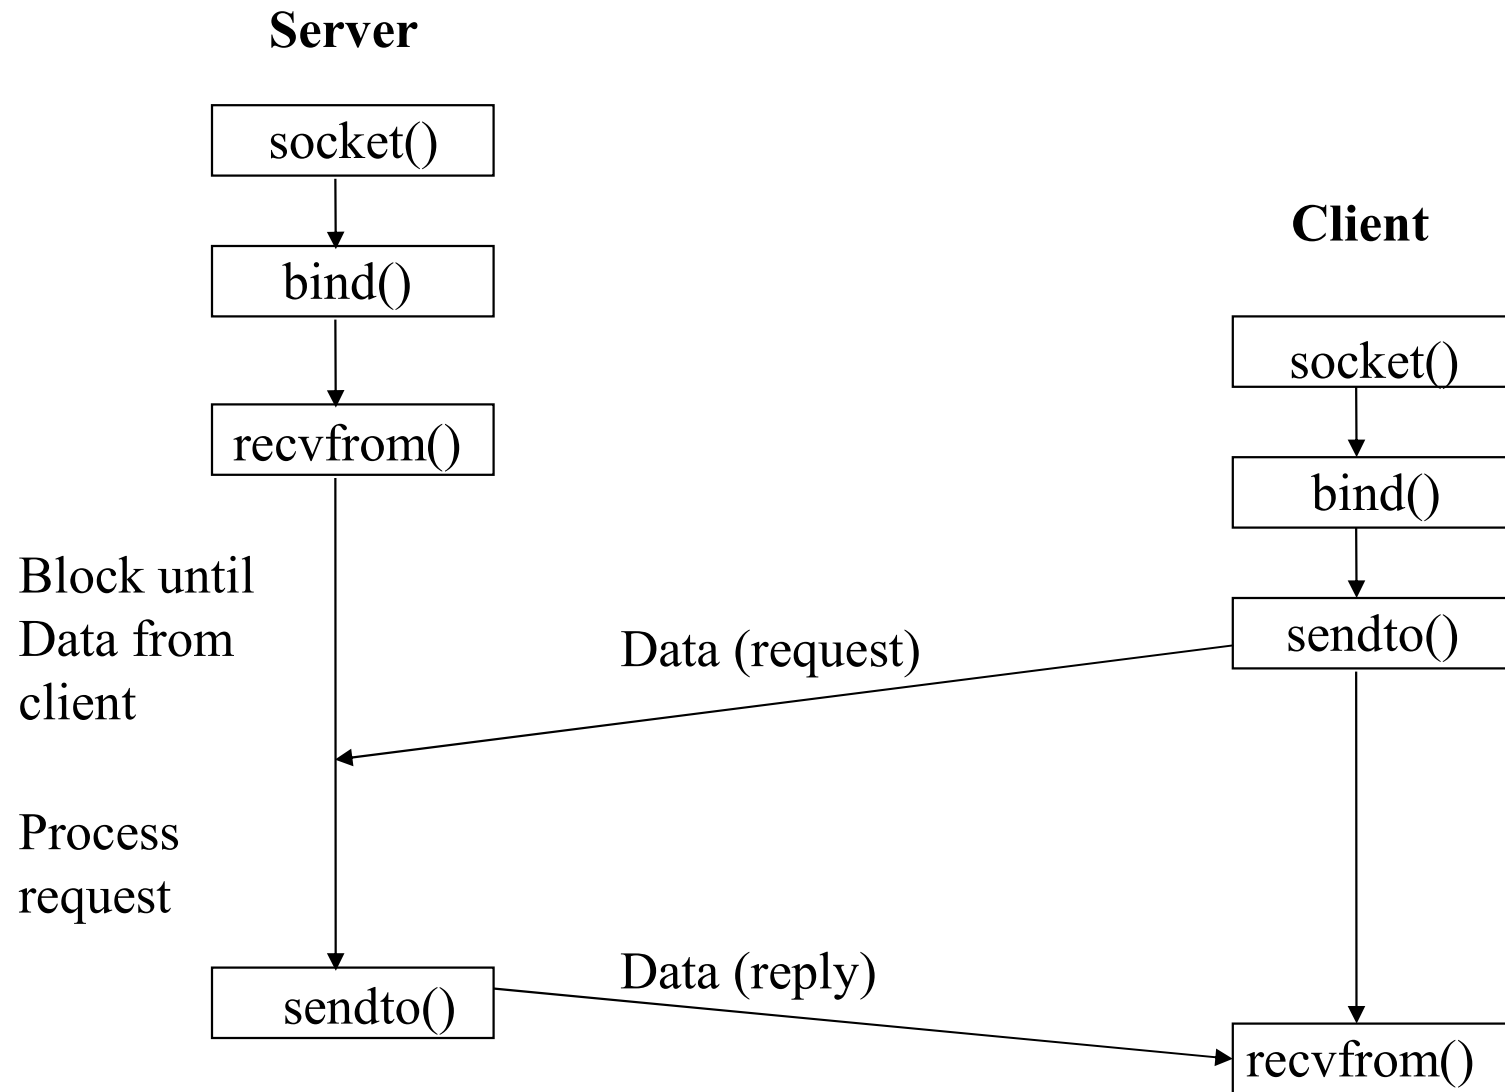 Server
socket()
bind()
recvfrom()
Block until
Data from
client
Process
request
sendto()
Data (request)
Data (reply)
Client
socket()
bind()
sendto()
recvfrom()